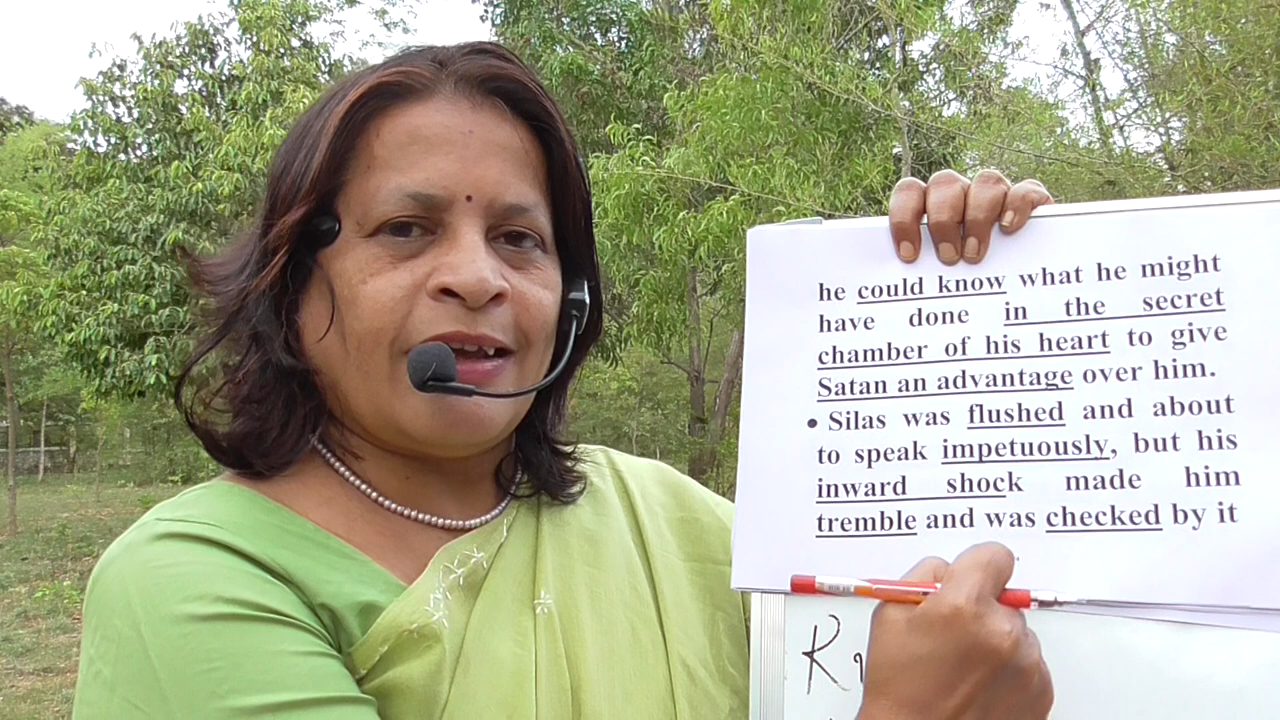 he could know what he might
have done in the secret
chamber of his heart to give
Satan an advantage over him.
• Silas was flushed and about
to speak impetuously, but his
inward shock made him
tremble and was checked by it